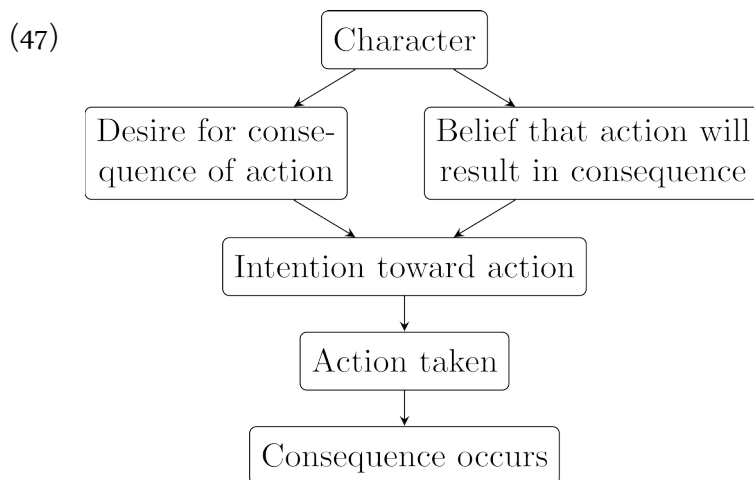 (47)
Character
Desire for conse-
quence of action
Belief that action will
result in consequence
Intention toward action
Action taken
Consequence occurs